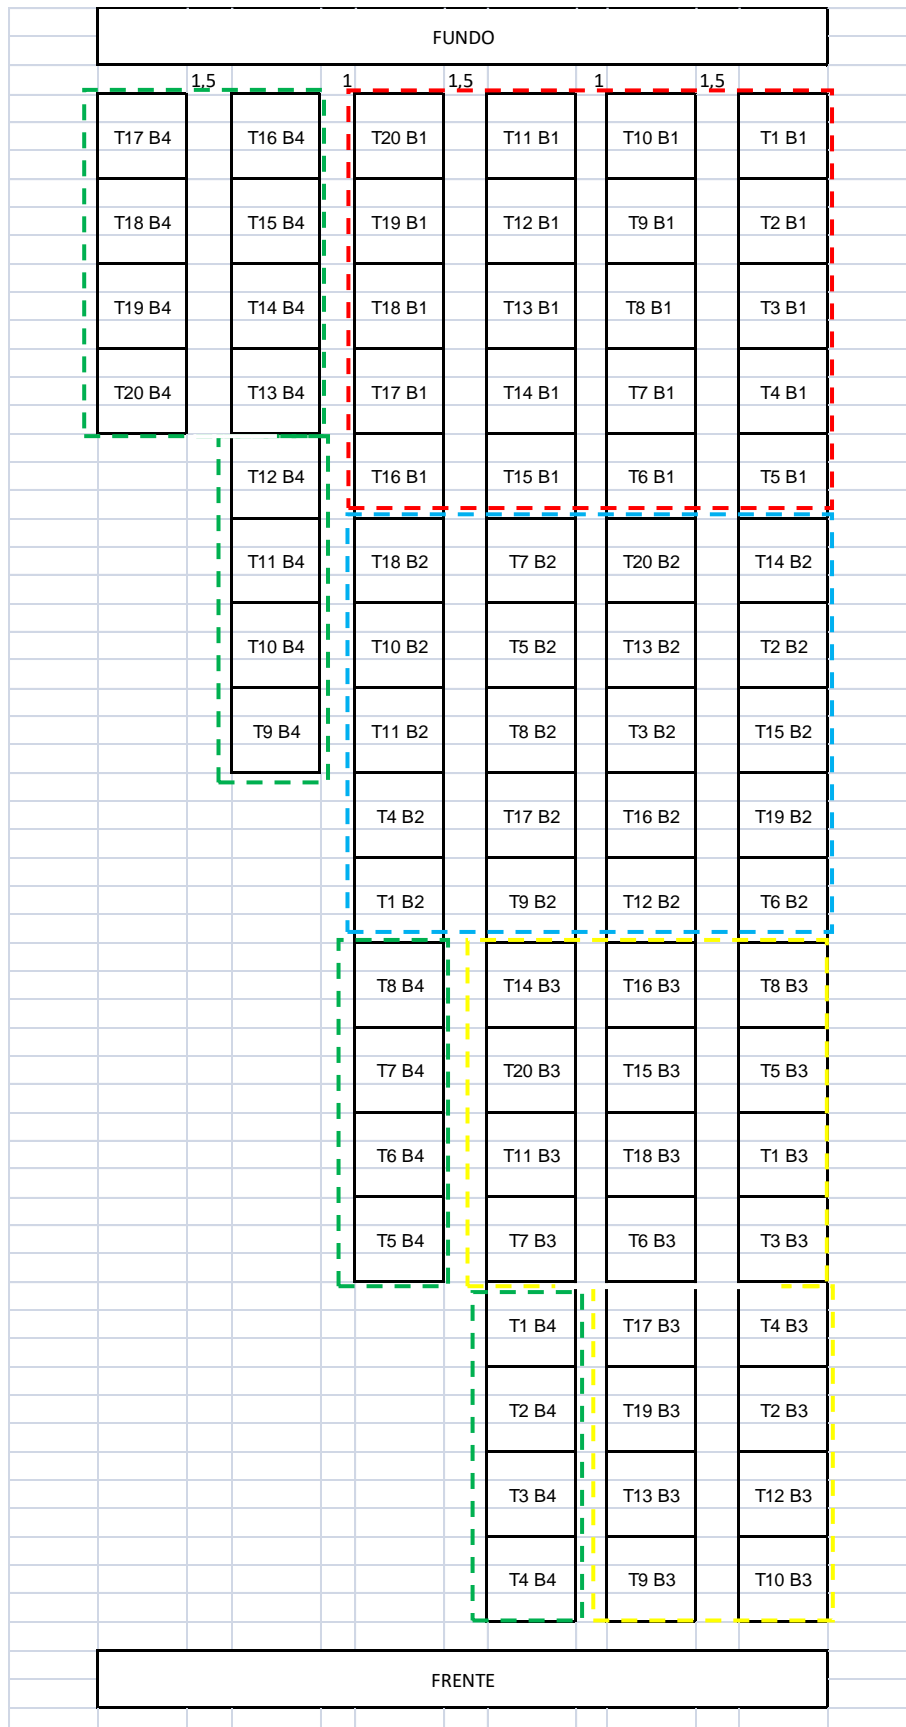 FUNDO
1,5 1 1,5 1 1,5
T17 B4 T16 B4 T20 B1 T11 B1 T10 B1 T1 B1
T18 B4 T15 B4 T19 B1 T12 B1 T9 B1 T2 B1
T19 B4 T14 B4 T18 B1 T13 B1 T8 B1 T3 B1
T20 B4 T13 B4 T17 B1 T14 B1 T7 B1 T4 B1
T12 B4 T16 B1 T15 B1 T6 B1 T5 B1
T11 B4 T18 B2 T7 B2 T20 B2 T14 B2
T10 B4 T10 B2 T5 B2 T13 B2 T2 B2
T9 B4 T11 B2 T8 B2 T3 B2 T15 B2
T4 B2 T17 B2 T16 B2 T19 B2
T1 B2 T9 B2 T12 B2 T6 B2
T8 B4 T14 B3 T16 B3 T8 B3
T7 B4 T20 B3 T15 B3 T5 B3
T6 B4 T11 B3 T18 B3 T1 B3
T5 B4 T7 B3 T6 B3 T3 B3
T1 B4 T17 B3 T4 B3
T2 B4 T19 B3 T2 B3
T3 B4 T13 B3 T12 B3
T4 B4 T9 B3 T10 B3
FRENTE